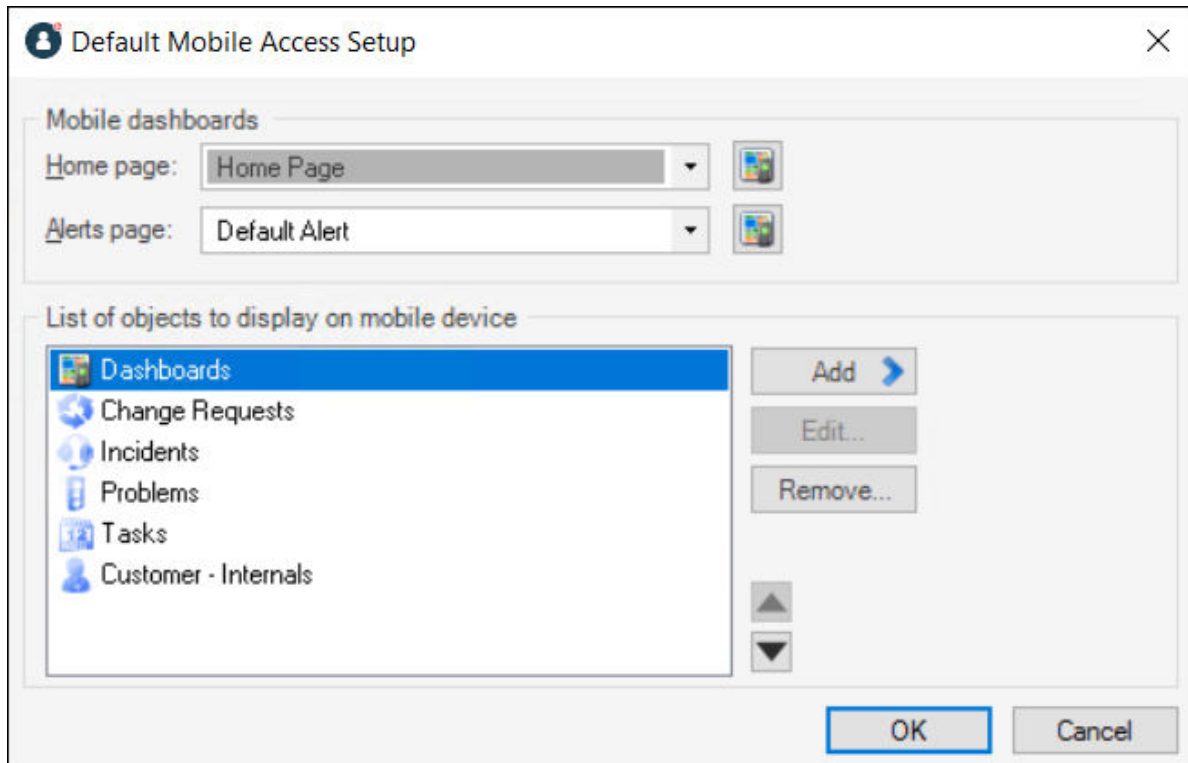 Default Mobile Access Setup
Mobile dashboards
Home page: Home Page
Alerts page: Default Alert
List of objects to display on mobile device
Dashboards
Change Requests
Incidents
Problems
Tasks
Customer - Internals
Add
Edit...
Remove...
OK Cancel